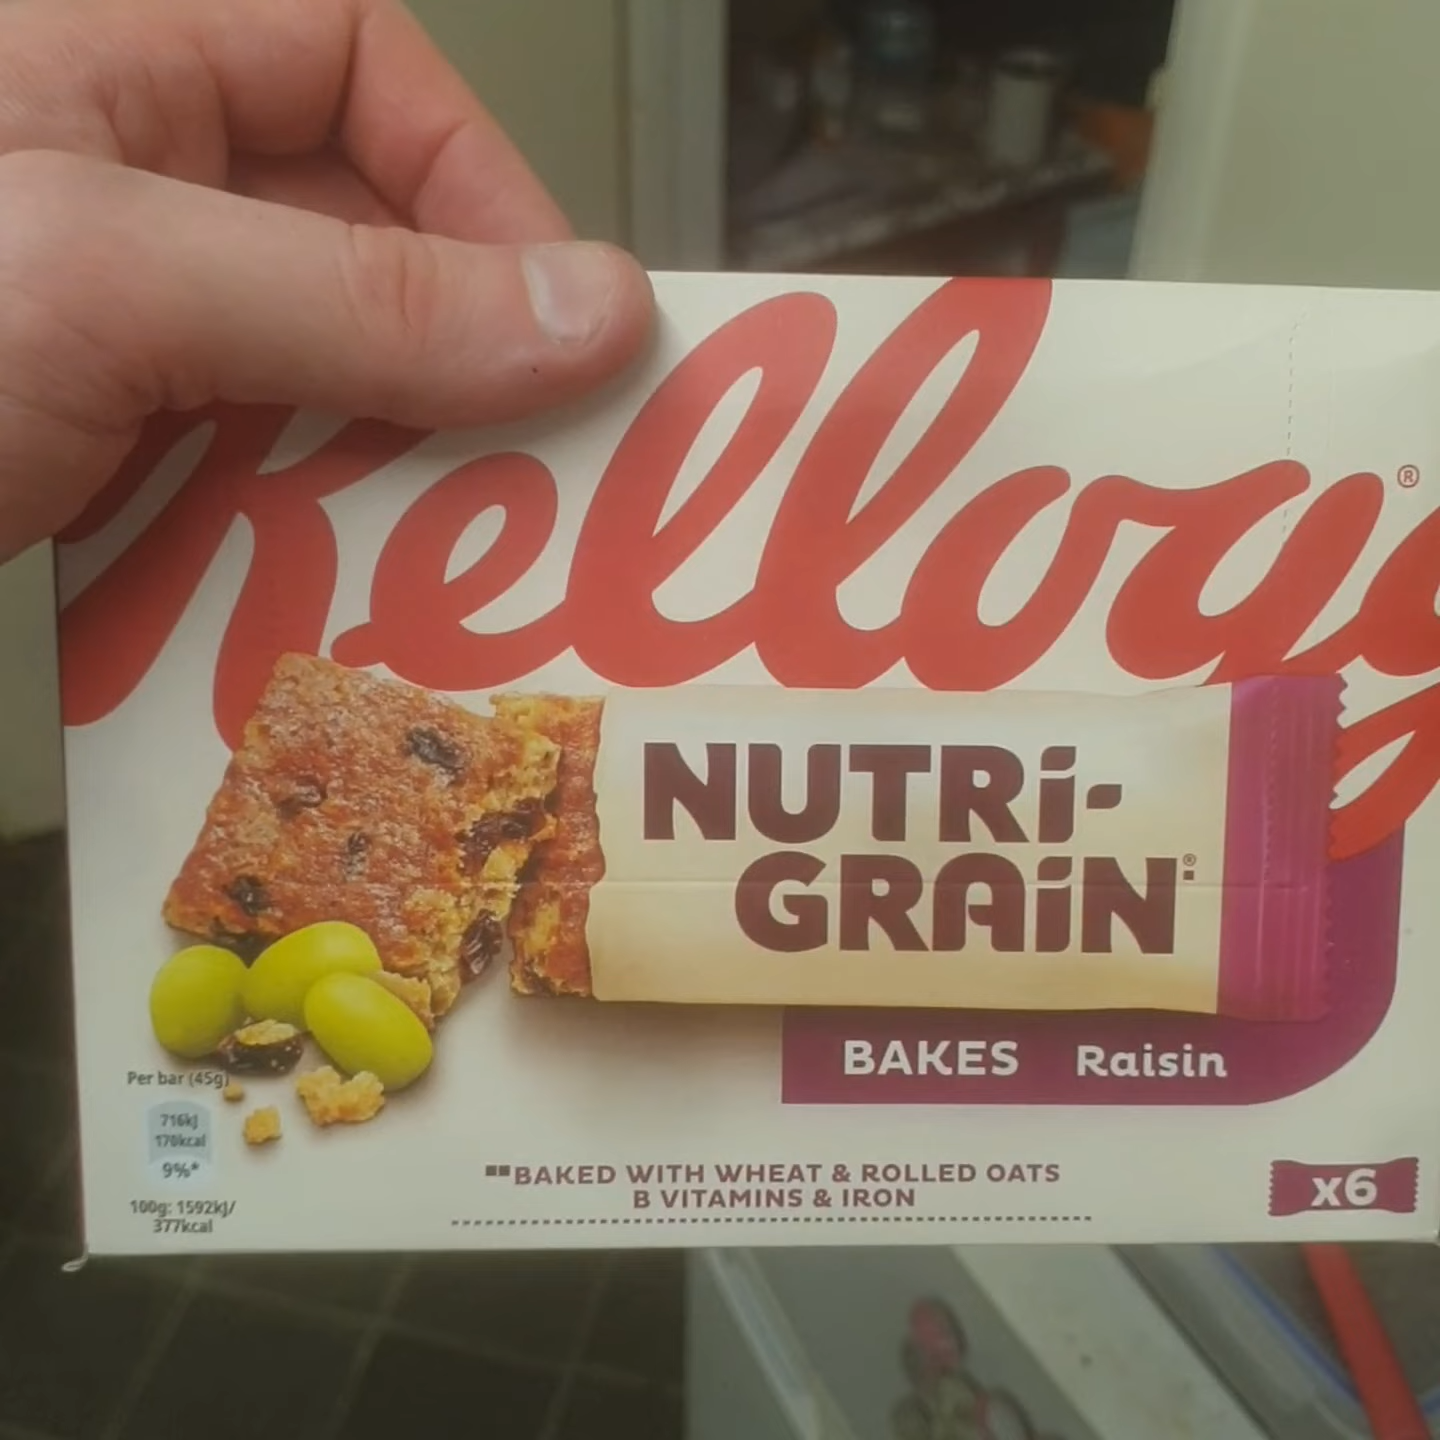 Kellogg
®
NUTRi-
GRAiN®
BAKES Raisin
Per bar (45g)
716kJ
170kcal
9%*
100g: 1592kJ/
377kcal
BAKED WITH WHEAT & ROLLED OATS
B VITAMINS & IRON
x6